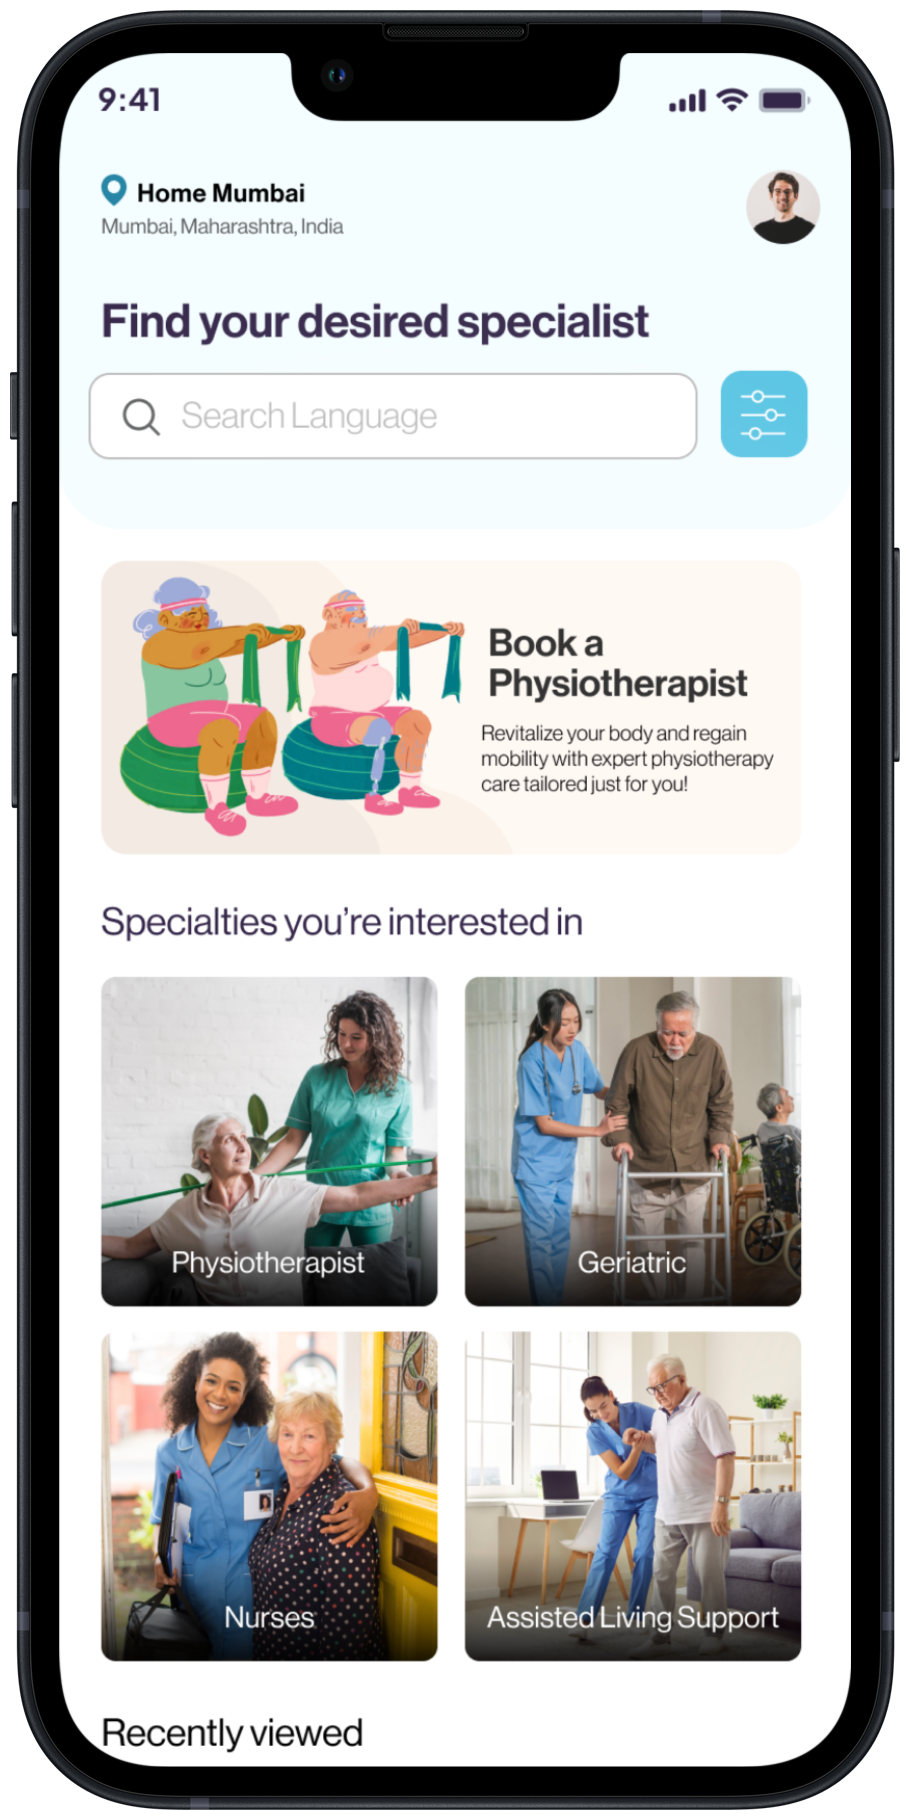 9:41
Home Mumbai
Mumbai, Maharashtra, India
Find your desired specialist
Search Language
Book a
Physiotherapist
Revitalize your body and regain
mobility with expert physiotherapy
care tailored just for you!
Specialties you’re interested in
Physiotherapist
Geriatric
Nurses
Assisted Living Support
Recently viewed